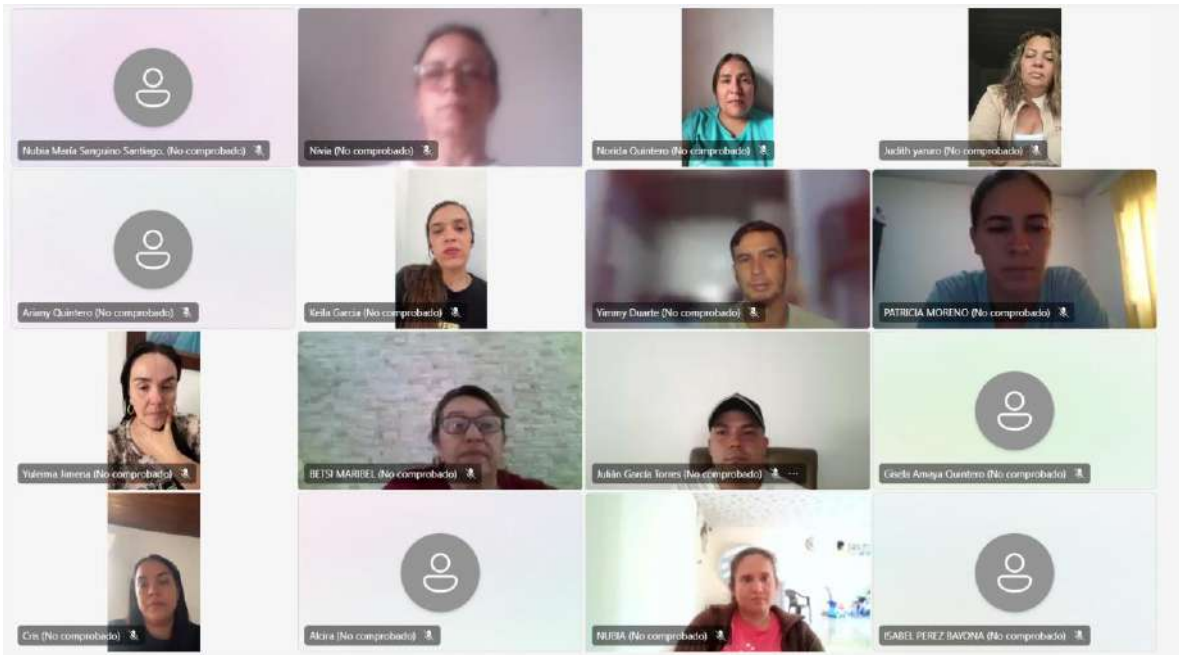 Nubia María Sanguino Santiago. (No comprobado)
Nivia (No comprobado)
Norida Quintero (No comprobado)
Judith yaruro (No comprobado)
Ariany Quintero (No comprobado)
Keila Garcia (No comprobado)
Yimmy Duarte (No comprobado)
PATRICIA MORENO (No comprobado)
Yuleima Jimena (No comprobado)
BETSI MARIBEL (No comprobado)
Julián García Torres (No comprobado) ...
Gisela Amaya Quintero (No comprobado)
Cris (No comprobado)
Alcira (No comprobado)
NUBIA (No comprobado)
ISABEL PEREZ BAYONA (No comprobado)